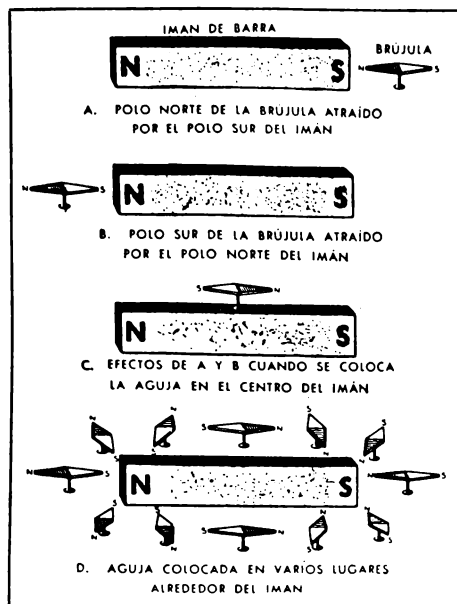 IMAN DE BARRA
BRÚJULA
N S N S
A. POLO NORTE DE LA BRÚJULA ATRAÍDO
POR EL POLO SUR DEL IMÁN
N S N S
B. POLO SUR DE LA BRÚJULA ATRAÍDO
POR EL POLO NORTE DEL IMÁN
S N
N S
C. EFECTOS DE A Y B CUANDO SE COLOCA
LA AGUJA EN EL CENTRO DEL IMÁN
N N S N S S
S S N N
N S N S N S
S S S N N N
N N S S
D. AGUJA COLOCADA EN VARIOS LUGARES
ALREDEDOR DEL IMAN